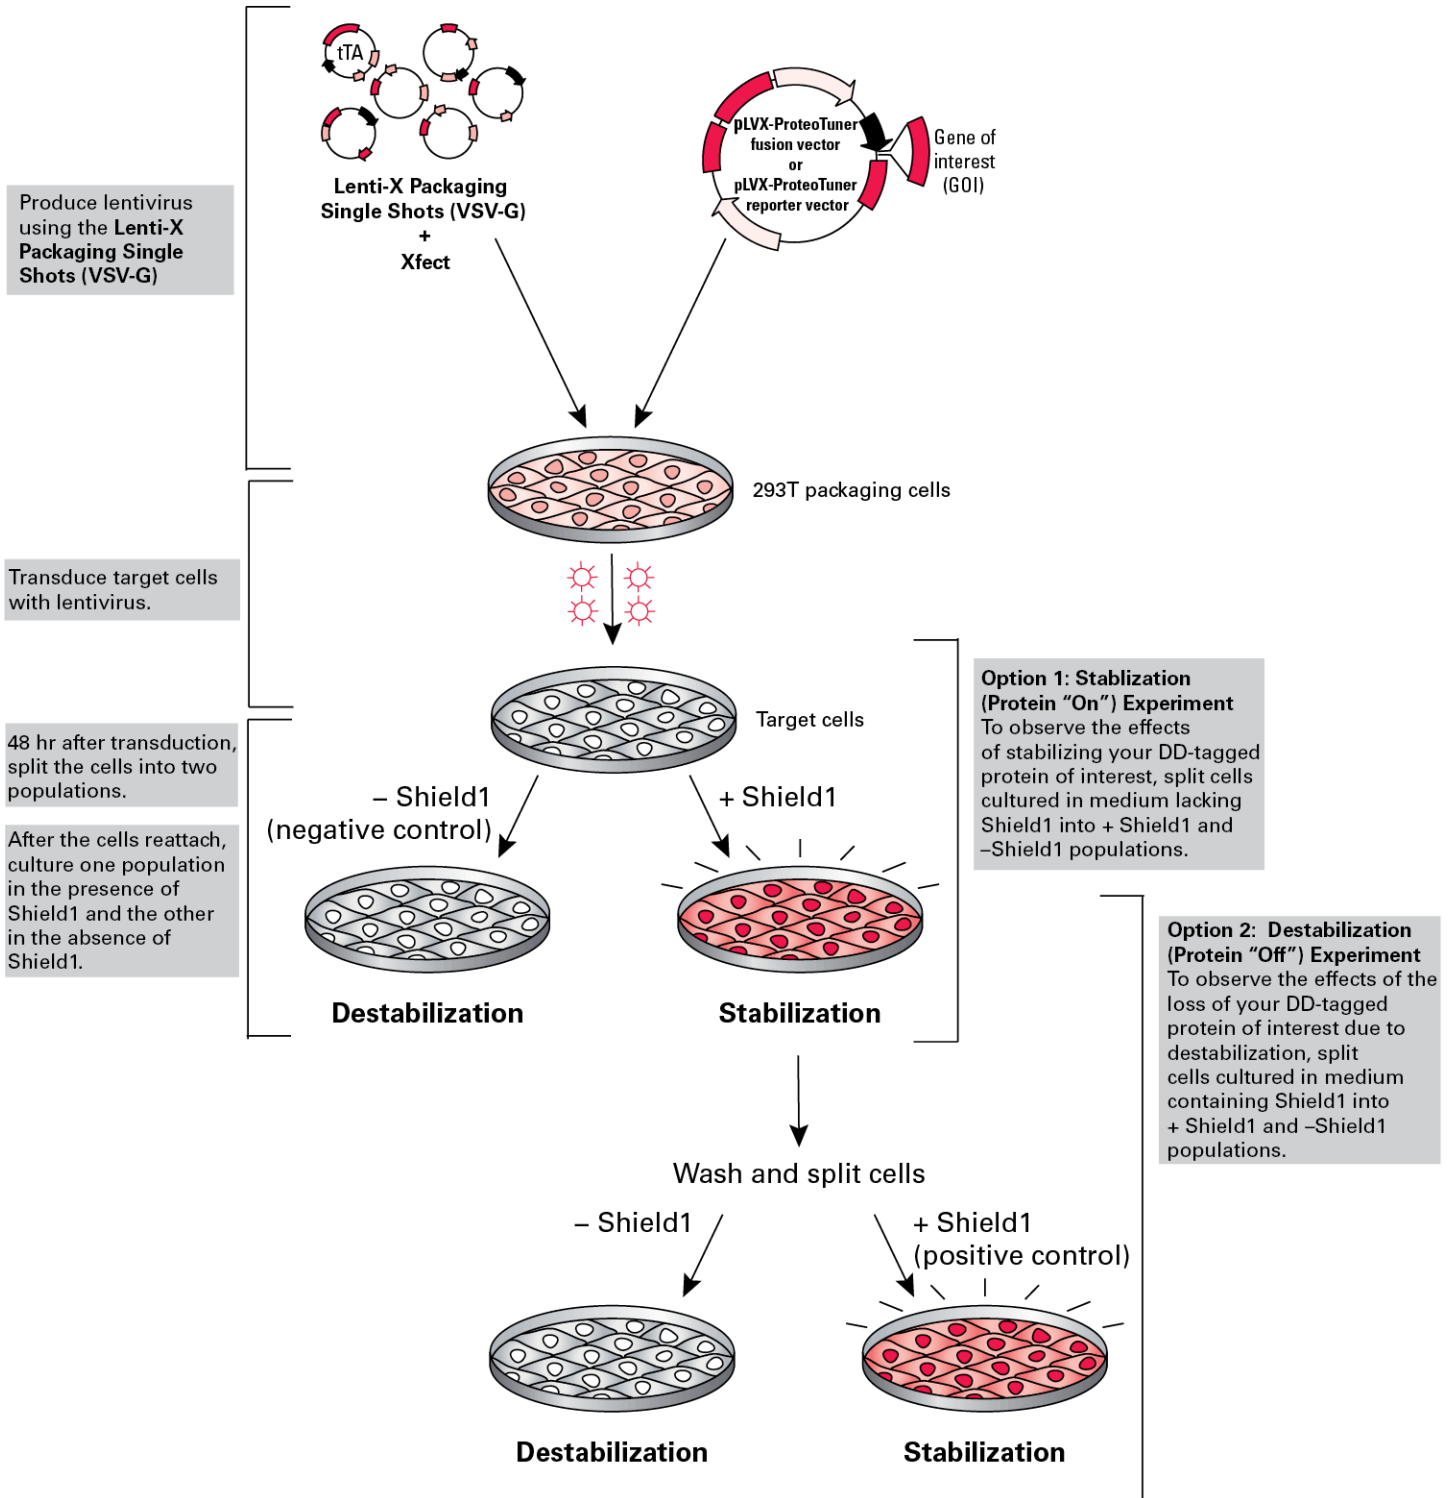 tTA
Lenti-X Packaging
Single Shots (VSV-G)
+
Xfect
pLVX-ProteoTuner
fusion vector
or
pLVX-ProteoTuner
reporter vector
Gene of
interest
(GOI)
Produce lentivirus
using the Lenti-X
Packaging Single
Shots (VSV-G)
293T packaging cells
Transduce target cells
with lentivirus.
Target cells
48 hr after transduction,
split the cells into two
populations.
After the cells reattach,
culture one population
in the presence of
Shield1 and the other
in the absence of
Shield1.
– Shield1
(negative control)
+ Shield1
Destabilization
Stabilization
Option 1: Stablization
(Protein “On”) Experiment
To observe the effects
of stabilizing your DD-tagged
protein of interest, split cells
cultured in medium lacking
Shield1 into + Shield1 and
–Shield1 populations.
Option 2:  Destabilization
(Protein “Off”) Experiment
To observe the effects of the
loss of your DD-tagged
protein of interest due to
destabilization, split
cells cultured in medium
containing Shield1 into
+ Shield1 and –Shield1
populations.
Wash and split cells
– Shield1
+ Shield1
(positive control)
Destabilization
Stabilization